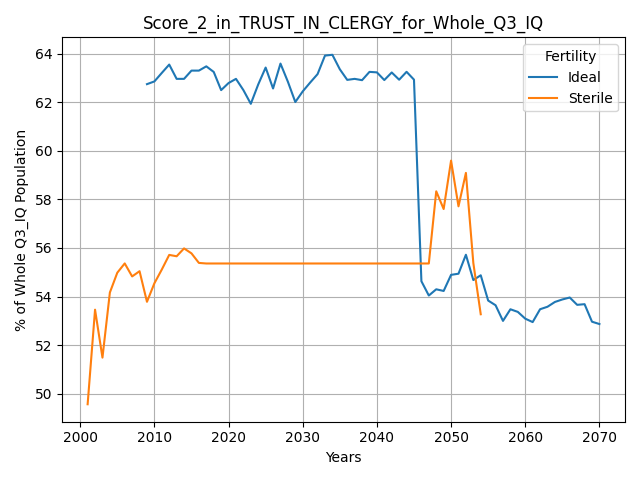 Score_2_in_TRUST_IN_CLERGY_for_Whole_Q3_IQ
Fertility
Ideal
Sterile
% of Whole Q3_IQ Population
64
62
60
58
56
54
52
50
2000 2010 2020 2030 2040 2050 2060 2070
Years